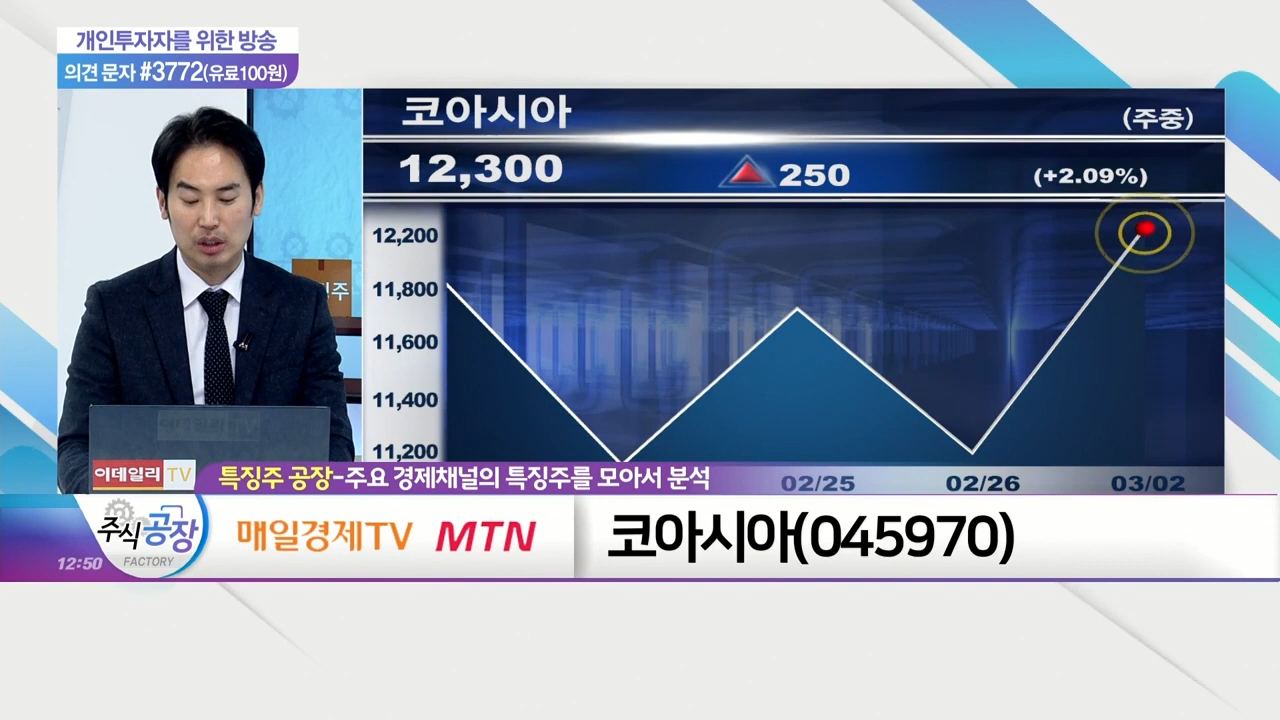 개인투자자를 위한 방송
의견 문자 #3772(유료100원)
코아시아
(주중)
12,300
250
(+2.09%)
12,200
11,800
11,600
11,400
11,200
02/25
02/26
03/02
이데일리 TV
특징주 공장-주요 경제채널의 특징주를 모아서 분석
주식공장
FACTORY
12:50
매일경제TV
MTN
코아시아(045970)